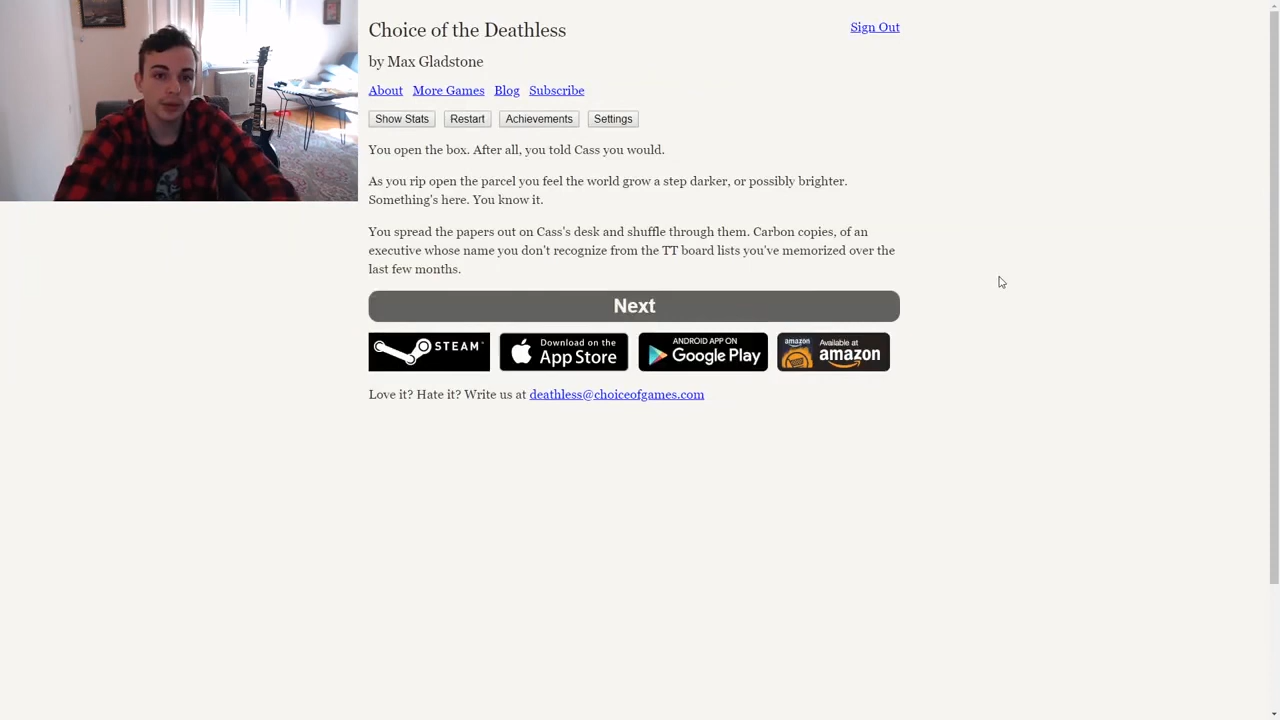 Choice of the Deathless
Sign Out
by Max Gladstone
About More Games Blog Subscribe
Show Stats Restart Achievements Settings
You open the box. After all, you told Cass you would.
As you rip open the parcel you feel the world grow a step darker, or possibly brighter.
Something's here. You know it.
You spread the papers out on Cass's desk and shuffle through them. Carbon copies, of an
executive whose name you don't recognize from the TT board lists you've memorized over the
last few months.
Next
STEAM
Download on the
App Store
ANDROID APP ON
Google Play
amazon
Available at
amazon
Love it? Hate it? Write us at deathless@choiceofgames.com